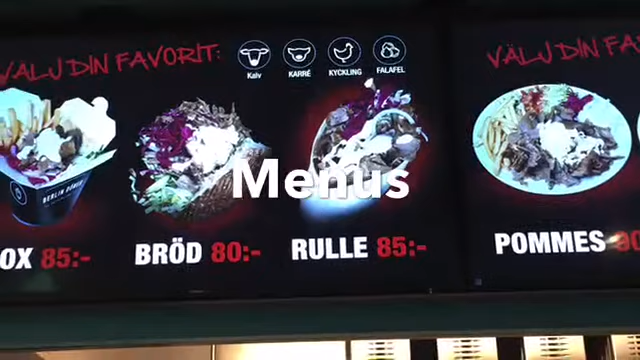 VÄLJ DIN FAVORIT:
Kalv KARRÉ KYCKLING FALAFEL
VÄLJ DIN
BERLIN DÖNER
Menus
OX 85:-
BRÖD 80:-
RULLE 85:-
POMMES 90